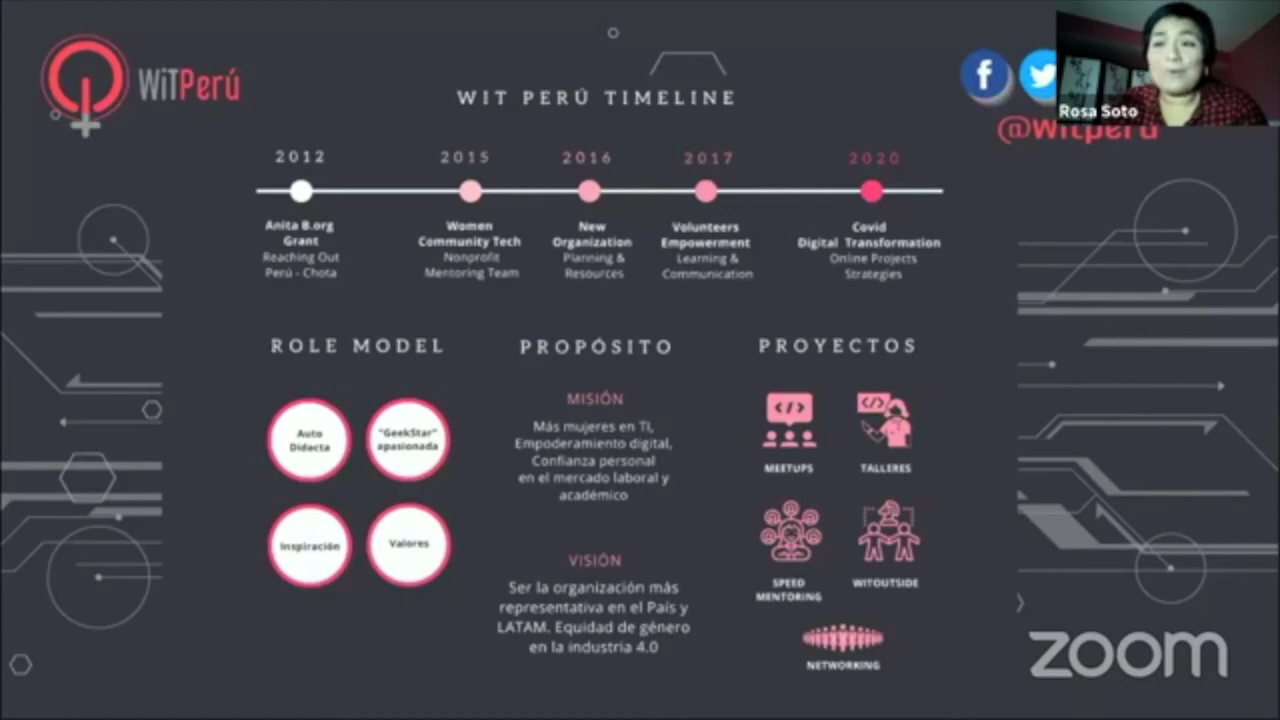 WiTPerú
WIT PERÚ TIMELINE
Rosa Soto
@witperu
2012
2015
2016
2017
2020
Anita B.org
Grant
Reaching Out
Perú - Chota
Women
Community Tech
Nonprofit
Mentoring Team
New
Organization
Planning &
Resources
Volunteers
Empowerment
Learning &
Communication
Covid
Digital Transformation
Online Projects
Strategies
ROLE MODEL
Auto
Didacta
"GeekStar"
apasionada
Inspiración
Valores
PROPÓSITO
MISIÓN
Más mujeres en TI,
Empoderamiento digital,
Confianza personal
en el mercado laboral y
académico
VISIÓN
Ser la organización más
representativa en el País y
LATAM. Equidad de género
en la industria 4.0
PROYECTOS
MEETUPS
TALLERES
SPEED
MENTORING
WITOUTSIDE
NETWORKING
zoom